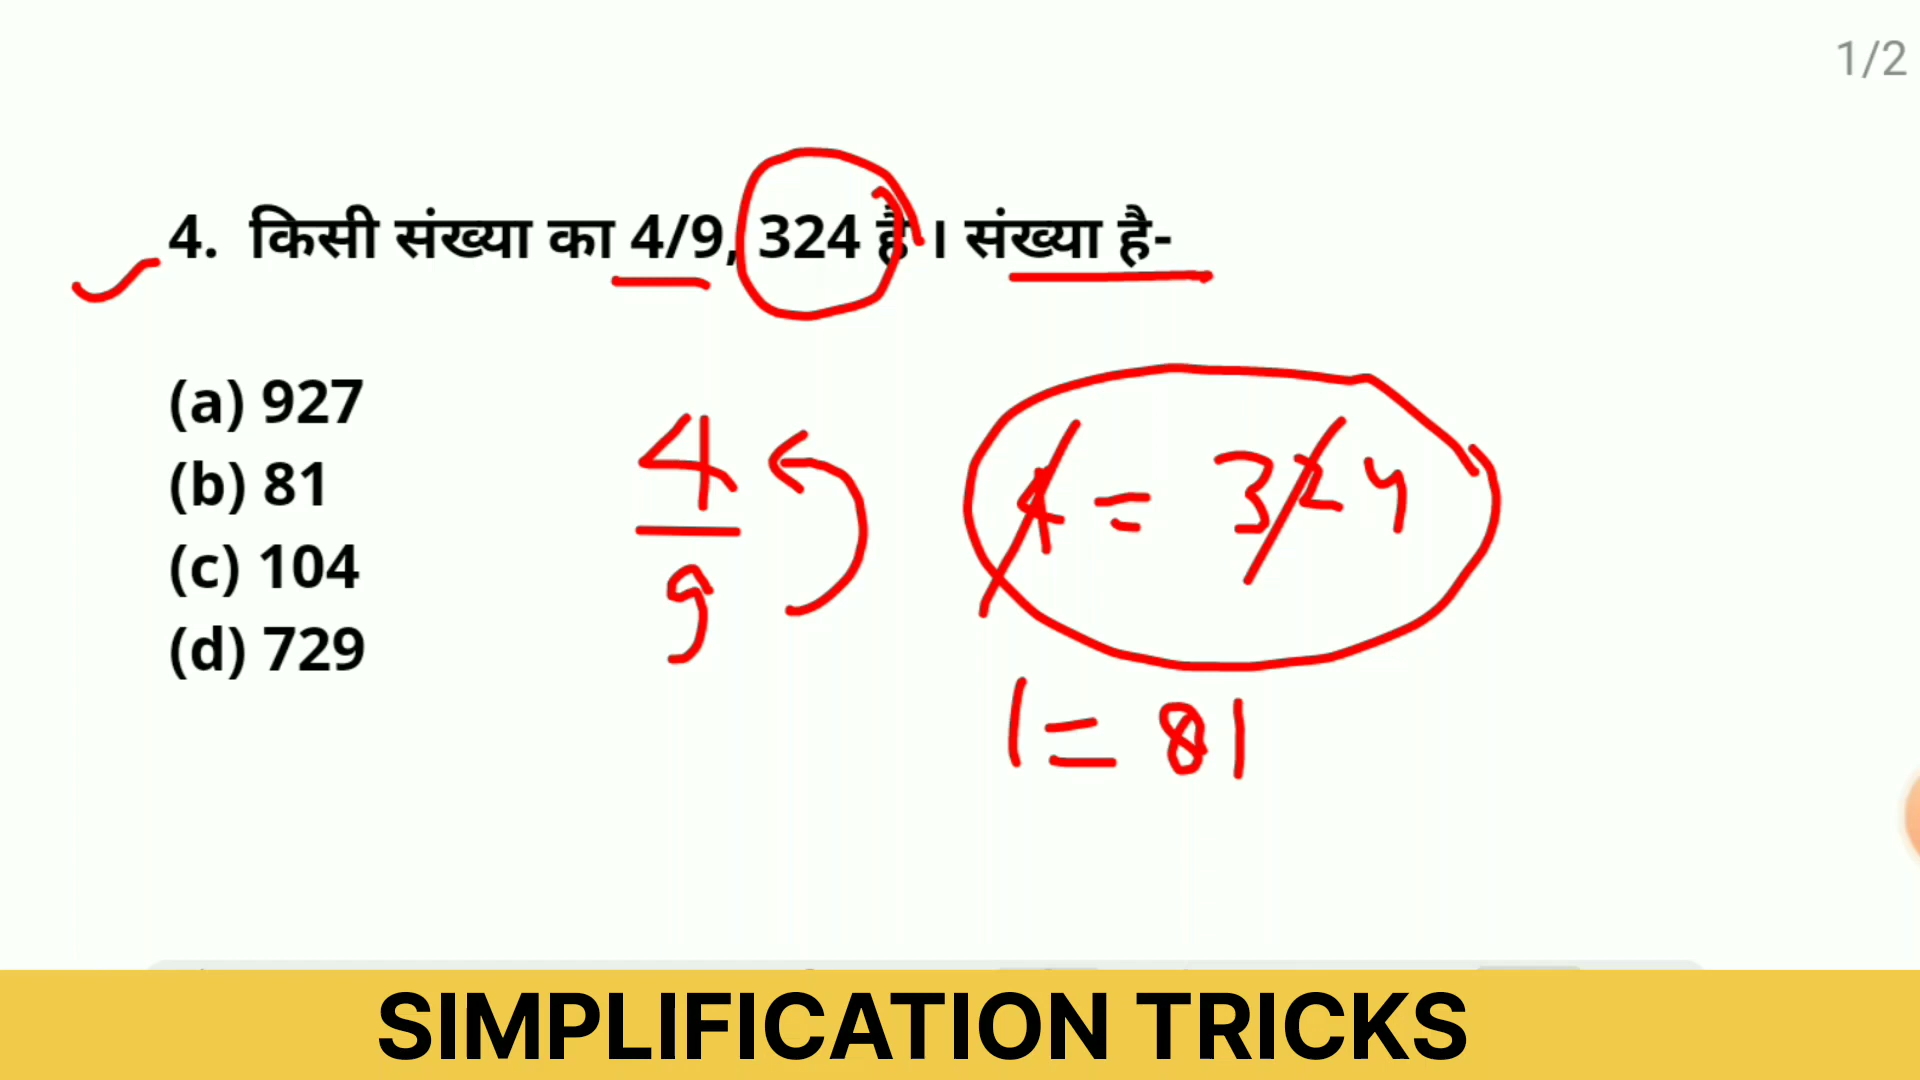 1/2
4. किसी संख्या का 4/9, 324 है । संख्या है-
(a) 927
(b) 81
(c) 104
(d) 729
4
9
4 = 324
1 = 81
SIMPLIFICATION TRICKS